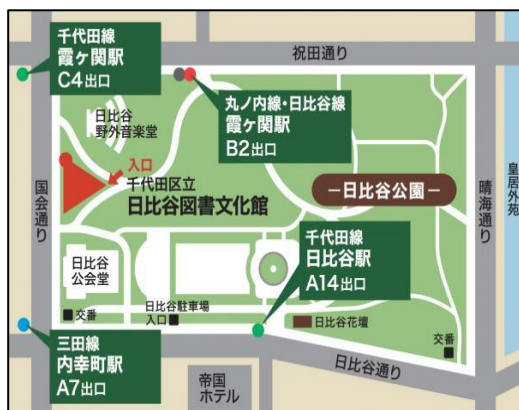 千代田線
霞ヶ関駅
C4出口
祝田通り
丸ノ内線・日比谷線
霞ヶ関駅
B2出口
日比谷
野外音楽堂
入口
千代田区立
日比谷図書文化館
ー日比谷公園ー
国会通り
晴海通り
皇居外苑
千代田線
日比谷駅
A14出口
日比谷
公会堂
日比谷駐車場
入口
交番
日比谷花壇
交番
三田線
内幸町駅
A7出口
日比谷通り
帝国
ホテル